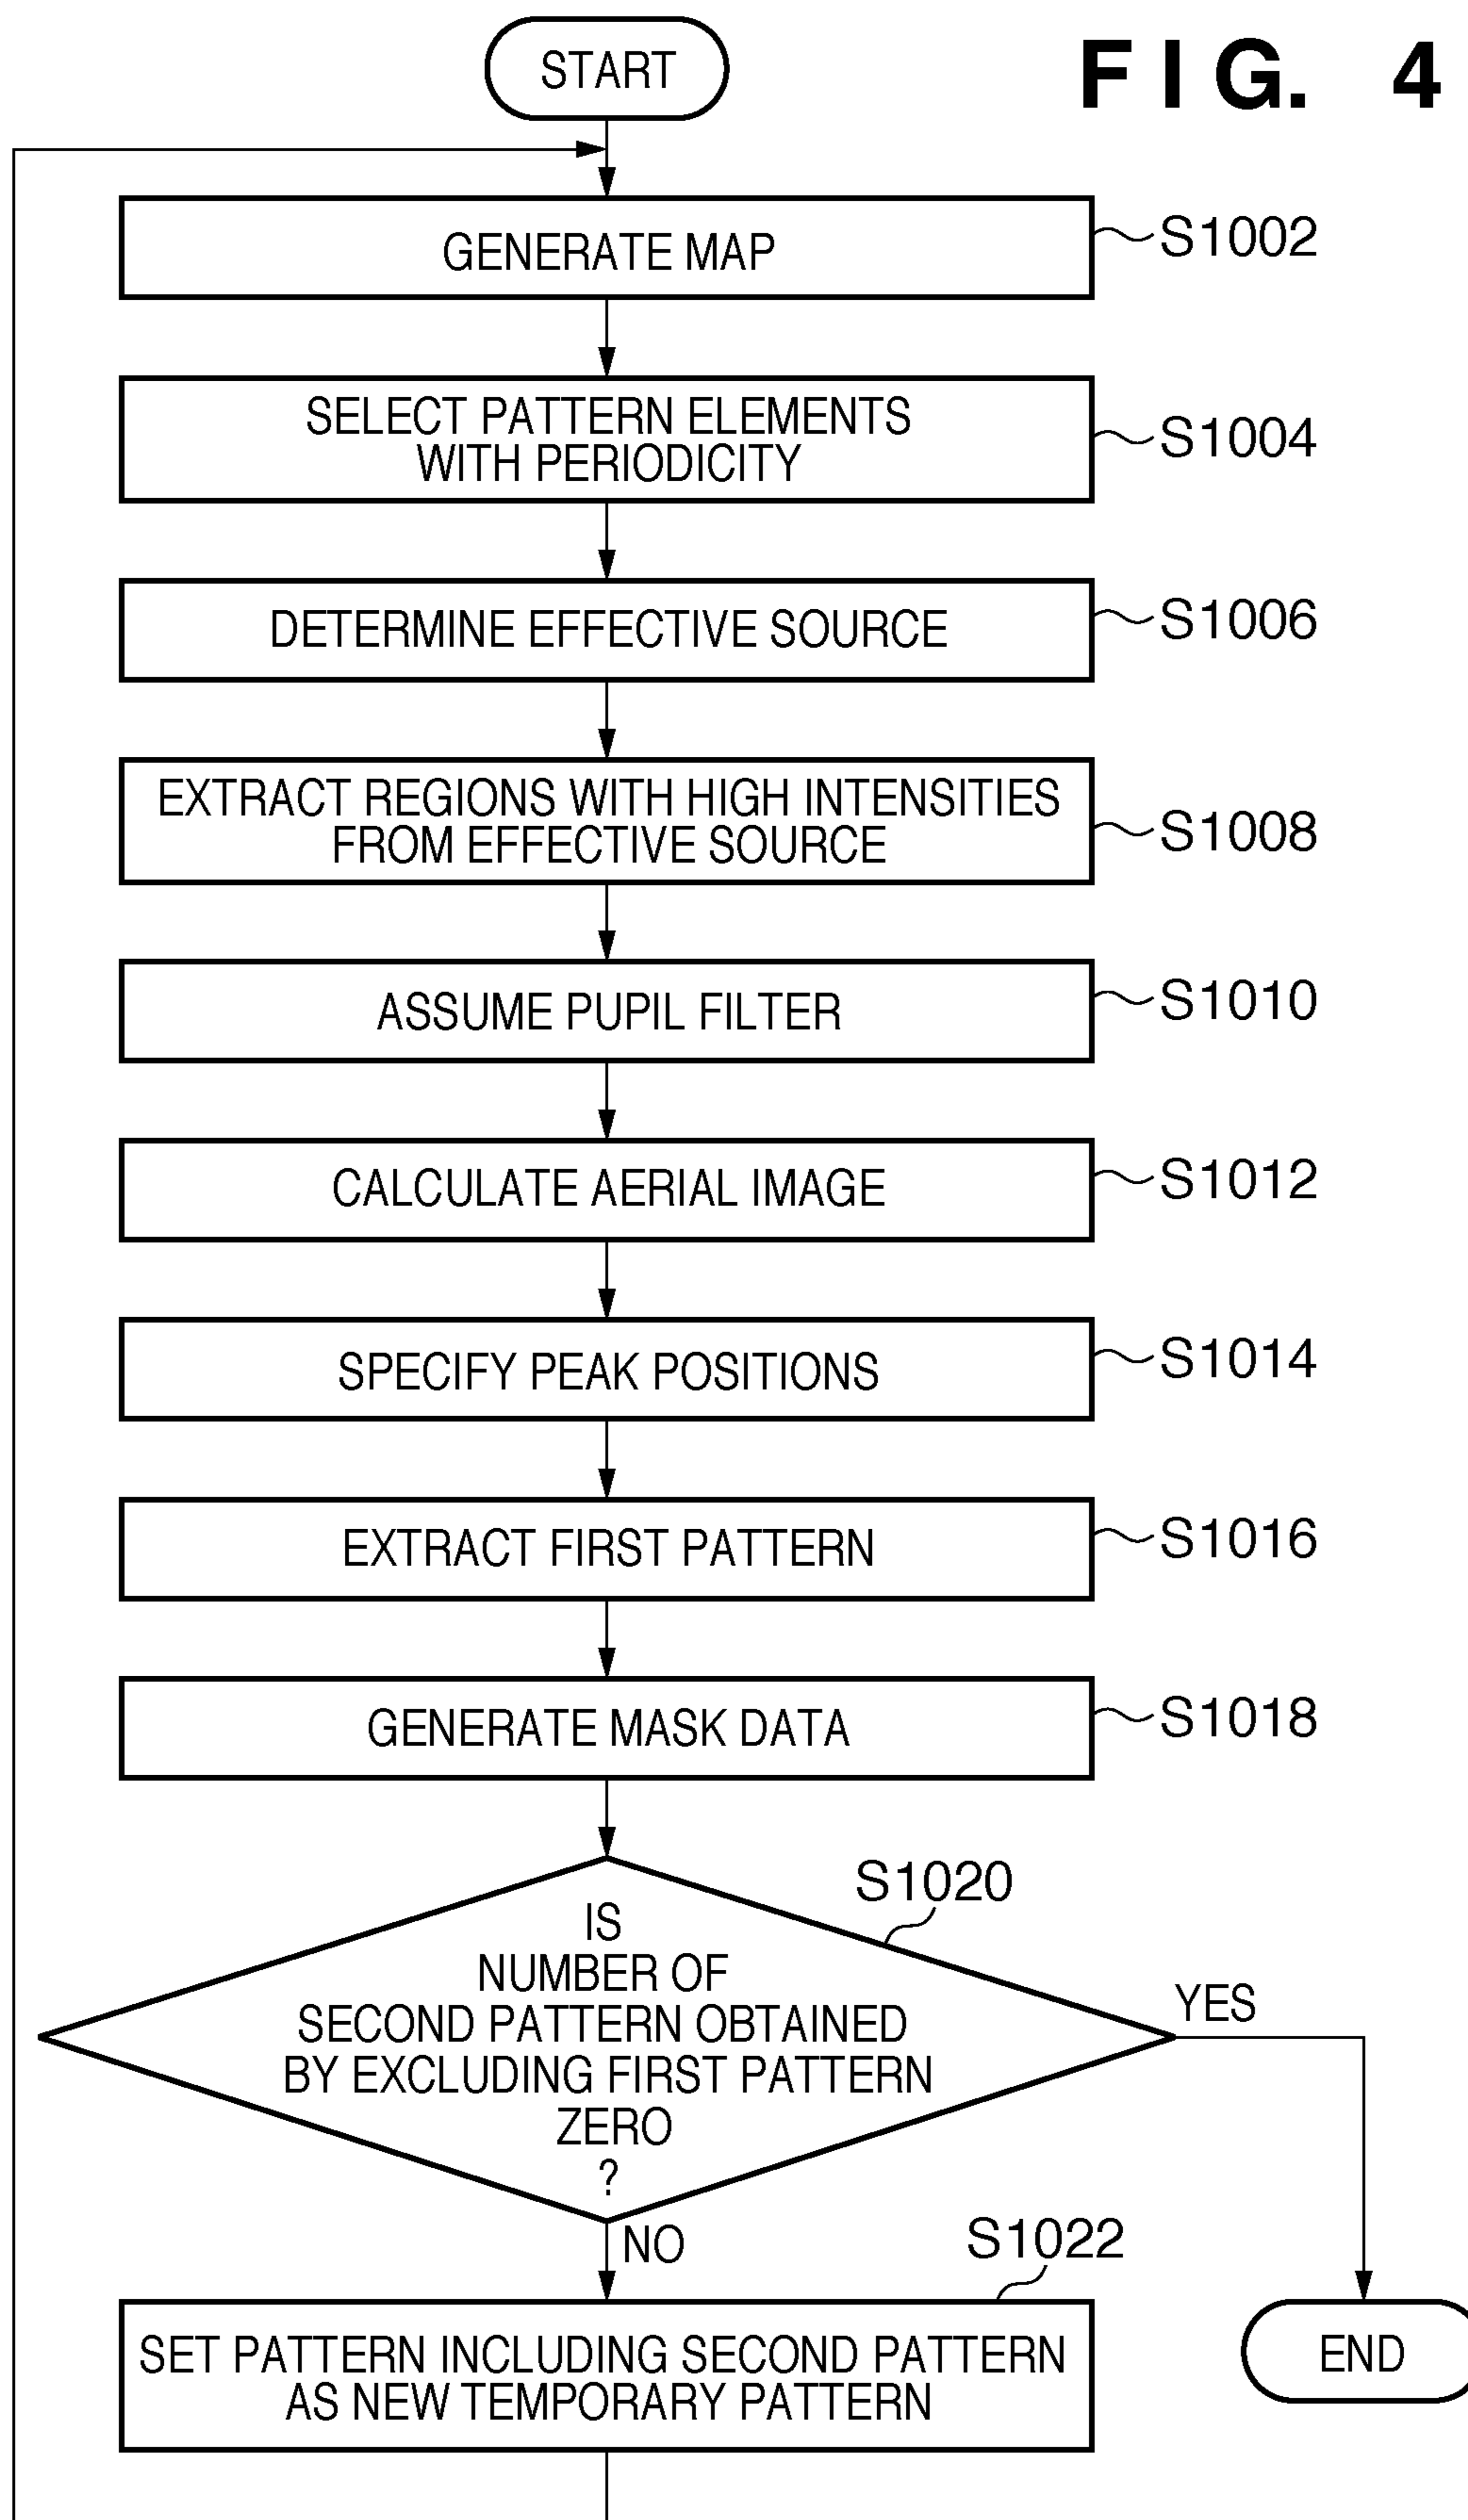 FIG. 4
START
GENERATE MAP
S1002
SELECT PATTERN ELEMENTS
WITH PERIODICITY
S1004
DETERMINE EFFECTIVE SOURCE
S1006
EXTRACT REGIONS WITH HIGH INTENSITIES
FROM EFFECTIVE SOURCE
S1008
ASSUME PUPIL FILTER
S1010
CALCULATE AERIAL IMAGE
S1012
SPECIFY PEAK POSITIONS
S1014
EXTRACT FIRST PATTERN
S1016
GENERATE MASK DATA
S1018
S1020
IS
NUMBER OF
SECOND PATTERN OBTAINED
BY EXCLUDING FIRST PATTERN
ZERO
?
YES
NO
S1022
SET PATTERN INCLUDING SECOND PATTERN
AS NEW TEMPORARY PATTERN
END